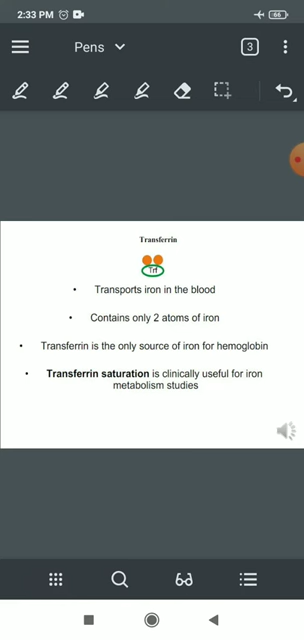 2:33 PM
66
Pens
3
Transferrin
Trf
• Transports iron in the blood
• Contains only 2 atoms of iron
• Transferrin is the only source of iron for hemoglobin
• Transferrin saturation is clinically useful for iron
metabolism studies